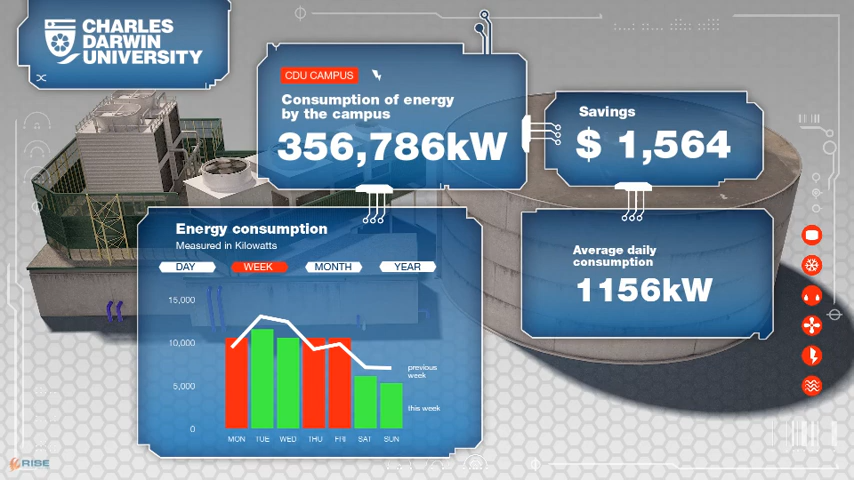 CHARLES
DARWIN
UNIVERSITY
CDU CAMPUS
Consumption of energy
by the campus
356,786kW
Savings
$ 1,564
Energy consumption
Measured in Kilowatts
DAY
WEEK
MONTH
YEAR
15,000
10,000
5,000
0
previous
week
this week
MON
TUE
WED
THU
FRI
SAT
SUN
Average daily
consumption
1156kW
RISE